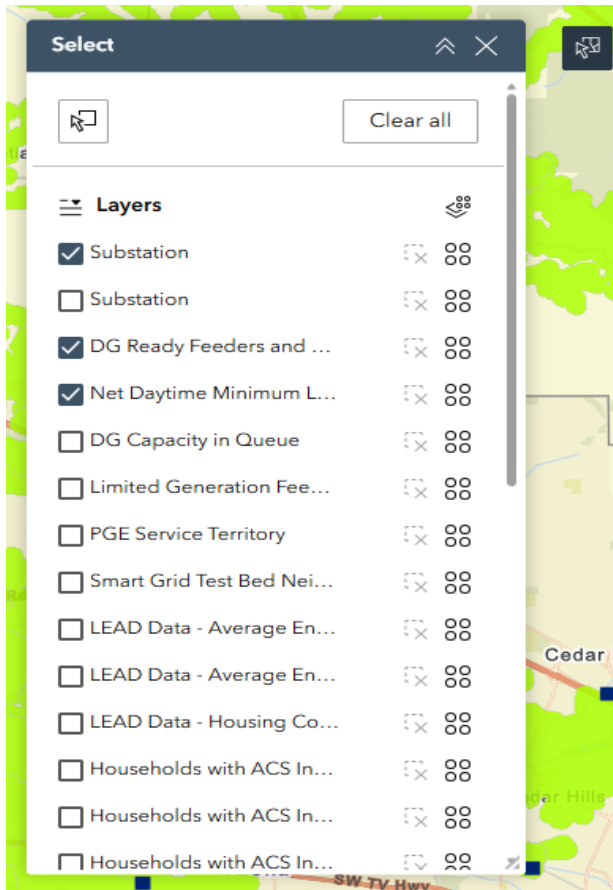 Select
Clear all
Layers
Substation
Substation
DG Ready Feeders and ...
Net Daytime Minimum L...
DG Capacity in Queue
Limited Generation Fee...
PGE Service Territory
Smart Grid Test Bed Nei...
LEAD Data - Average En...
LEAD Data - Average En...
LEAD Data - Housing Co...
Households with ACS In...
Households with ACS In...
Households with ACS In...
Cedar
Cedar Hills
SW TV Hwy